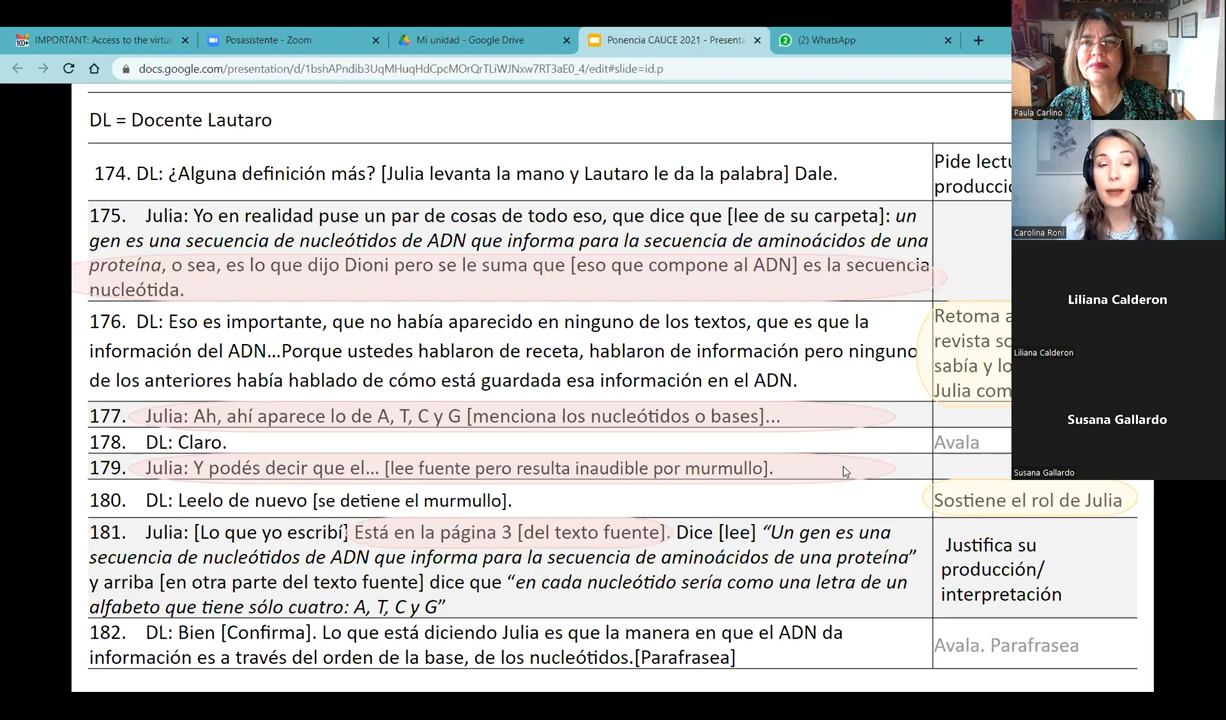 IMPORTANT: Access to the virtu
Posasistente - Zoom
Mi unidad - Google Drive
Ponencia CAUCE 2021 - Presenta
(2) WhatsApp
docs.google.com/presentation/d/1bshAPndib3UqMHuqHdCpcMOrQrTLiWJNxw7RT3aE0_4/edit#slide=id.p
DL = Docente Lautaro
174. DL: ¿Alguna definición más? [Julia levanta la mano y Lautaro le da la palabra] Dale.
Pide lectu
producció
175. Julia: Yo en realidad puse un par de cosas de todo eso, que dice que [lee de su carpeta]: un
gen es una secuencia de nucleótidos de ADN que informa para la secuencia de aminoácidos de una
proteína, o sea, es lo que dijo Dioni pero se le suma que [eso que compone al ADN] es la secuencia
nucleótida.
176. DL: Eso es importante, que no había aparecido en ninguno de los textos, que es que la
información del ADN...Porque ustedes hablaron de receta, hablaron de información pero ninguno
de los anteriores había hablado de cómo está guardada esa información en el ADN.
Retoma a
revista so
sabía y lo
Julia com
177. Julia: Ah, ahí aparece lo de A, T, C y G [menciona los nucleótidos o bases]...
178. DL: Claro.
Avala
179. Julia: Y podés decir que el... [lee fuente pero resulta inaudible por murmullo].
180. DL: Leelo de nuevo [se detiene el murmullo].
Sostiene el rol de Julia
181. Julia: [Lo que yo escribí] Está en la página 3 [del texto fuente]. Dice [lee] “Un gen es una
secuencia de nucleótidos de ADN que informa para la secuencia de aminoácidos de una proteína”
y arriba [en otra parte del texto fuente] dice que “en cada nucleótido sería como una letra de un
alfabeto que tiene sólo cuatro: A, T, C y G”
Justifica su
producción/
interpretación
182. DL: Bien [Confirma]. Lo que está diciendo Julia es que la manera en que el ADN da
información es a través del orden de la base, de los nucleótidos.[Parafrasea]
Avala. Parafrasea
Paula Carlino
Carolina Roni
Liliana Calderon
Liliana Calderon
Susana Gallardo
Susana Gallardo